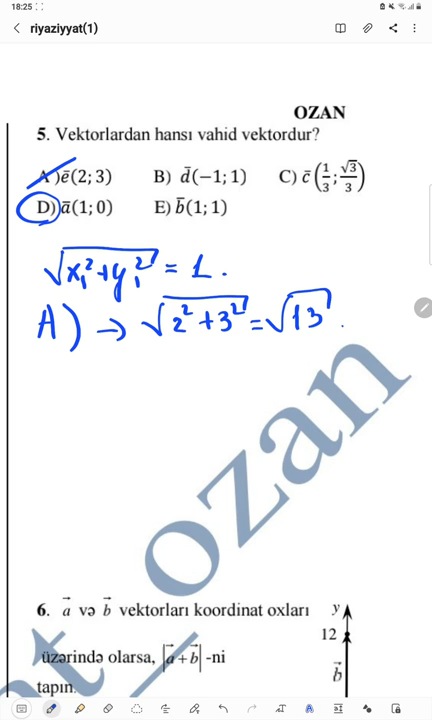 18:25
riyaziyyat(1)
OZAN
5. Vektorlardan hansı vahid vektordur?
A) ē(2; 3) B) d̄(−1; 1) C) c̄(1/3; √3/3)
D) ā(1; 0) E) b̄(1; 1)
√x₁² + y₁² = 1.
A) → √2² + 3² = √13.
ozan
6. a⃗ və b⃗ vektorları koordinat oxları
üzərində olarsa, |a⃗+b⃗| -ni
tapın.
y
12
b⃗